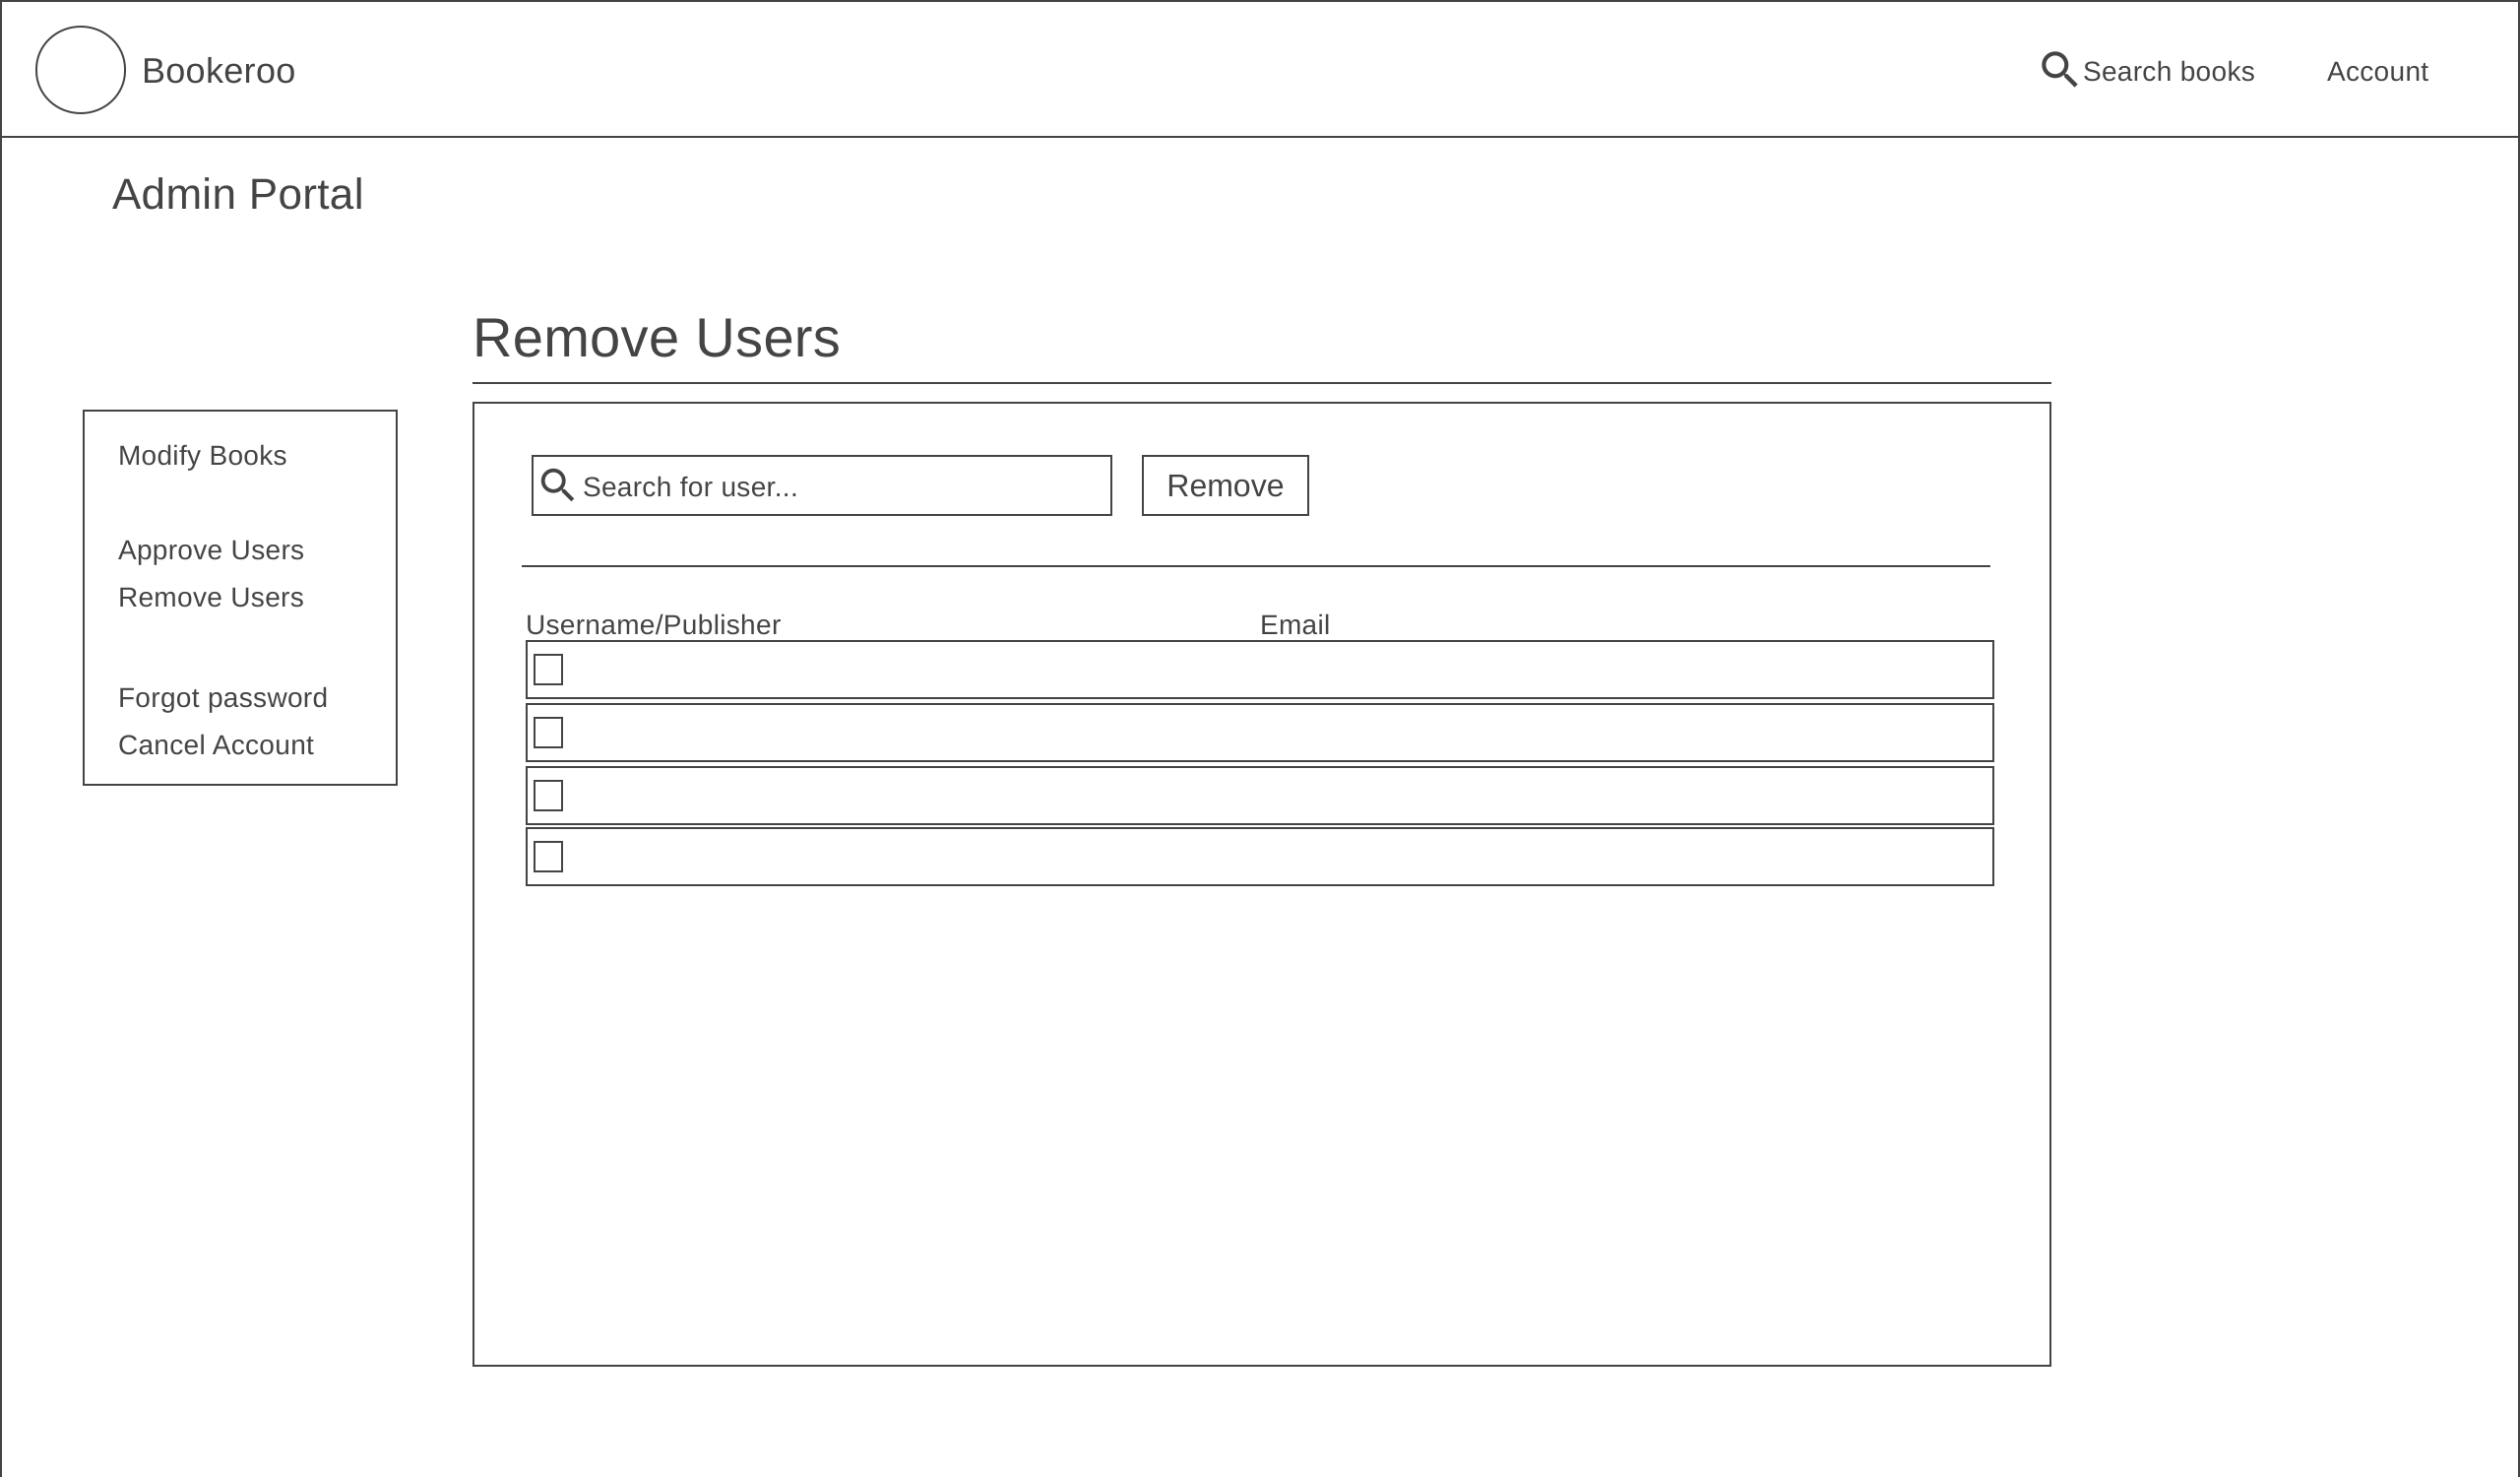 Bookeroo
Search books
Account
Admin Portal
Remove Users
Modify Books
Approve Users
Remove Users
Forgot password
Cancel Account
Search for user...
Remove
Username/Publisher
Email